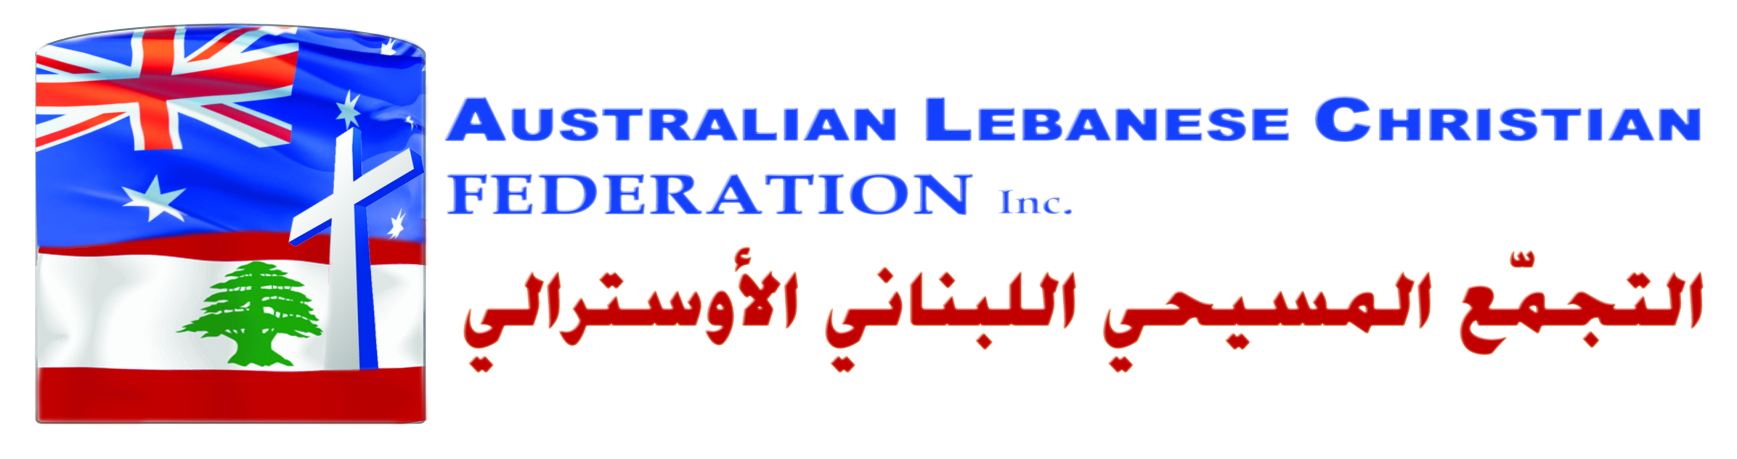 AUSTRALIAN LEBANESE CHRISTIAN
FEDERATION Inc.
التجمّع المسيحي اللبناني الأوسترالي